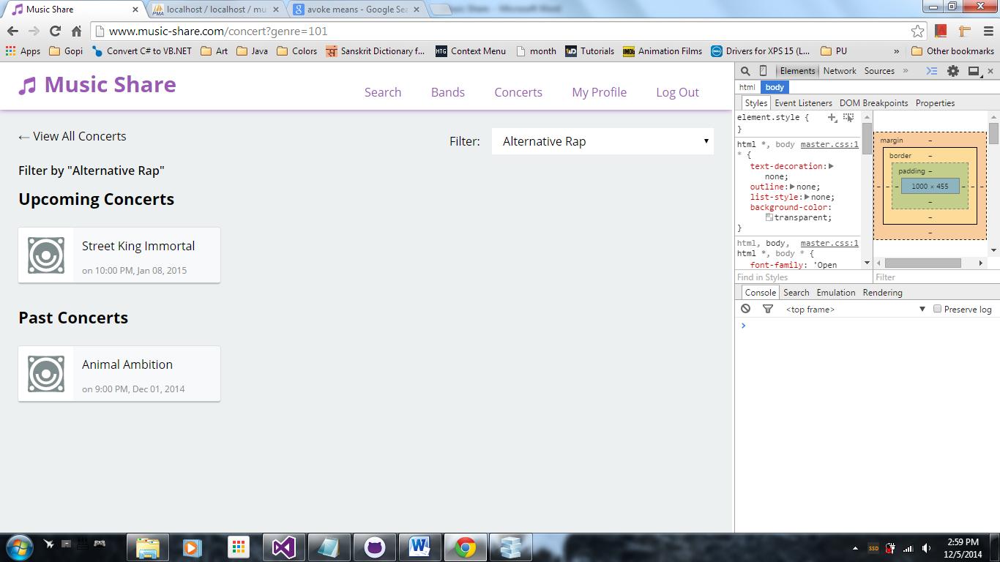 Music Share
localhost / localhost / mu
avoke means - Google Sea
Music Share - Microsoft Word
www.music-share.com/concert?genre=101
Apps Gopi Convert C# to VB.NET Art Java Colors Sanskrit Dictionary f... HTG Context Menu month Tutorials IMDb Animation Films Drivers for XPS 15 (L... PU » Other bookmarks
Music Share
Search Bands Concerts My Profile Log Out
← View All Concerts
Filter: Alternative Rap
Filter by "Alternative Rap"
Upcoming Concerts
Street King Immortal
on 10:00 PM, Jan 08, 2015
Past Concerts
Animal Ambition
on 9:00 PM, Dec 01, 2014
Elements Network Sources »
html body
Styles Event Listeners DOM Breakpoints Properties
element.style {
}
html *, body master.css:1
* {
text-decoration:
none;
outline: none;
list-style: none;
background-color:
transparent;
}
html, body, master.css:1
html *, body * {
font-family: 'Open
Find in Styles
margin –
border –
padding –
– – – 1000 × 455 – – –
–
–
–
Filter
Console Search Emulation Rendering
<top frame> Preserve log
SSD
2:59 PM
12/5/2014